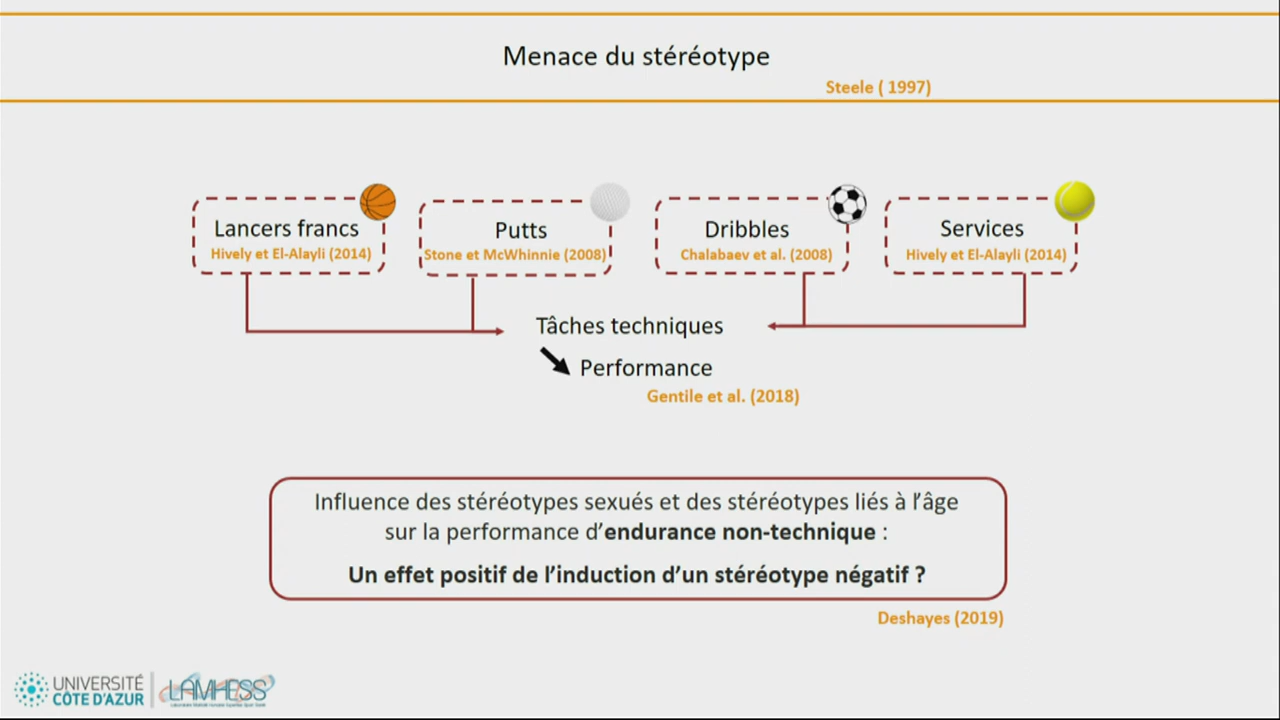 Menace du stéréotype
Steele ( 1997)
Lancers francs
Hively et El-Alayli (2014)
Putts
Stone et McWhinnie (2008)
Dribbles
Chalabaev et al. (2008)
Services
Hively et El-Alayli (2014)
Tâches techniques
Performance
Gentile et al. (2018)
Influence des stéréotypes sexués et des stéréotypes liés à l'âge
sur la performance d'endurance non-technique :
Un effet positif de l'induction d'un stéréotype négatif ?
Deshayes (2019)
UNIVERSITÉ
CÔTE D'AZUR
LAMHESS